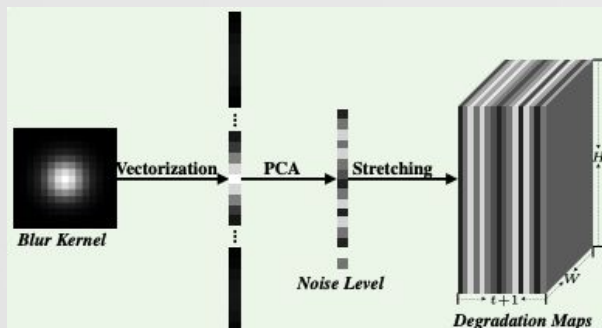 Vectorization
PCA
Stretching
Blur Kernel
Noise Level
H
W
t+1
Degradation Maps